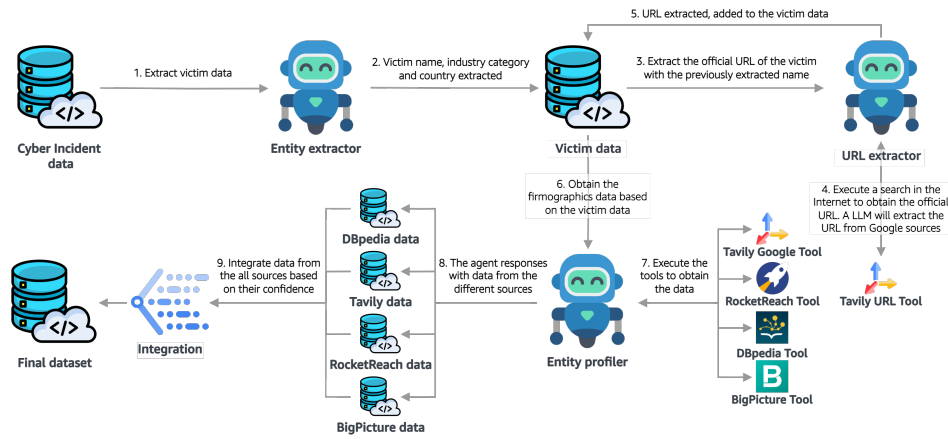 5. URL extracted, added to the victim data
1. Extract victim data
2. Victim name, industry category
and country extracted
3. Extract the official URL of the victim
with the previously extracted name
</>
</>
Cyber Incident
data
Entity extractor
Victim data
URL extractor
6. Obtain the
firmographics data based
on the victim data
4. Execute a search in the
Internet to obtain the official
URL. A LLM will extract the
URL from Google sources
DBpedia data
Tavily Google Tool
9. Integrate data from
the all sources based
on their confidence
8. The agent responses
with data from the
different sources
7. Execute the
tools to obtain
the data
Tavily data
RocketReach Tool
Tavily URL Tool
</>
Final dataset
Integration
RocketReach data
Entity profiler
DBpedia Tool
B
BigPicture data
BigPicture Tool